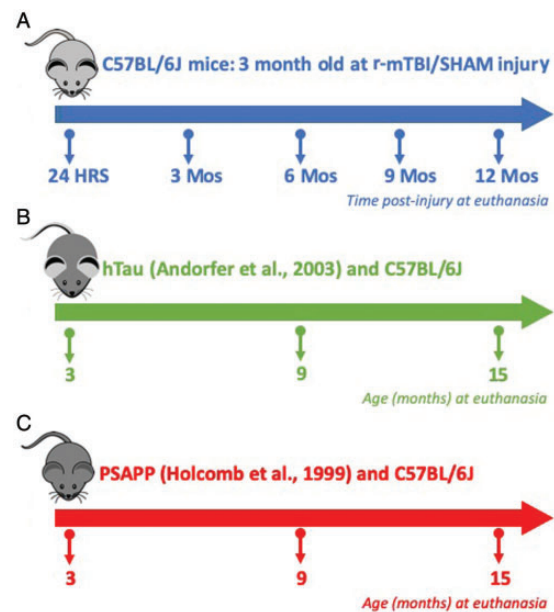 A
C57BL/6J mice: 3 month old at r-mTBI/SHAM injury
24 HRS 3 Mos 6 Mos 9 Mos 12 Mos
Time post-injury at euthanasia
B
hTau (Andorfer et al., 2003) and C57BL/6J
3 9 15
Age (months) at euthanasia
C
PSAPP (Holcomb et al., 1999) and C57BL/6J
3 9 15
Age (months) at euthanasia